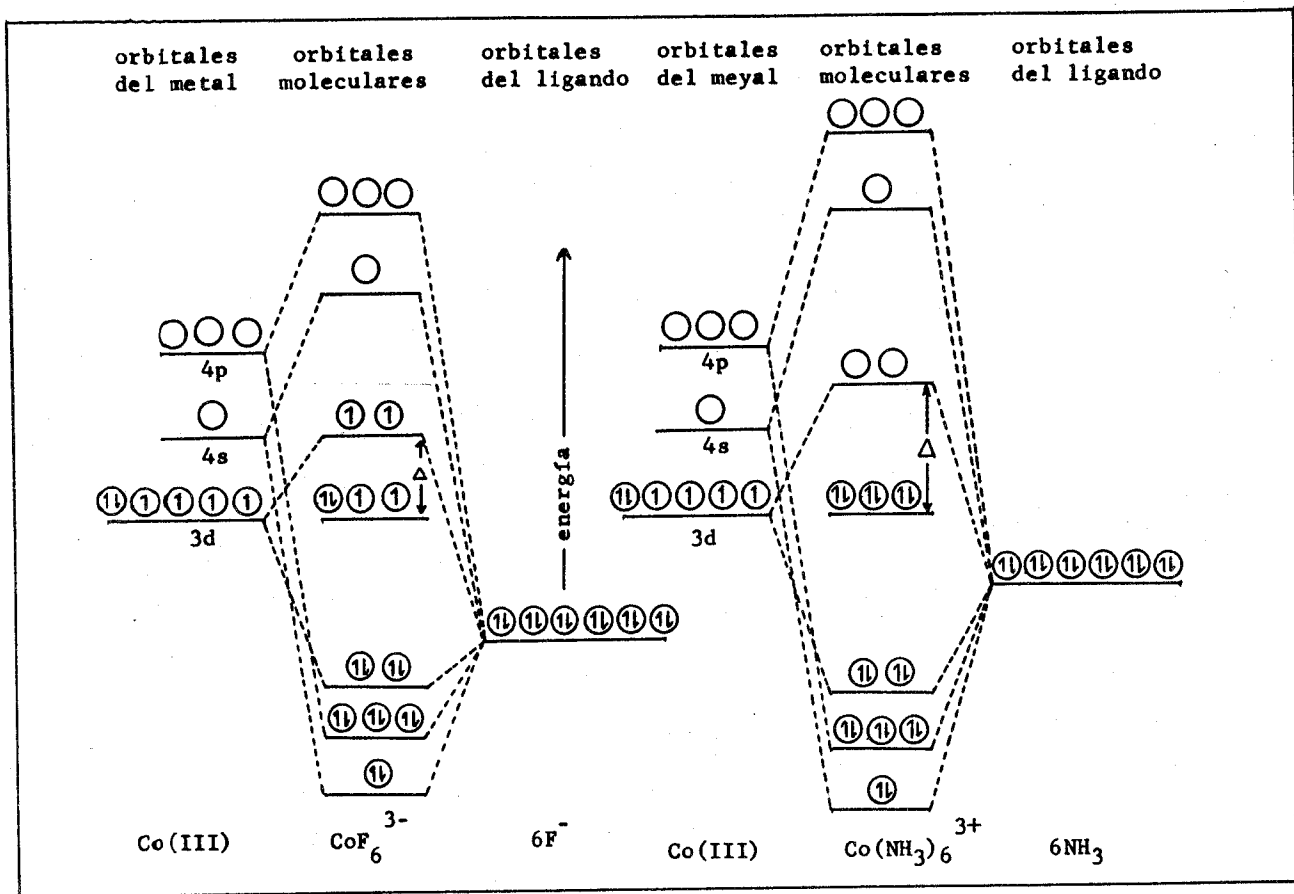 orbitales orbitales orbitales orbitales orbitales orbitales
del metal moleculares del ligando del meyal moleculares del ligando
4p
4s
3d
Δ
energía
4p
4s
3d
Δ
Co(III) CoF6 3- 6F- Co(III) Co(NH3)6 3+ 6NH3